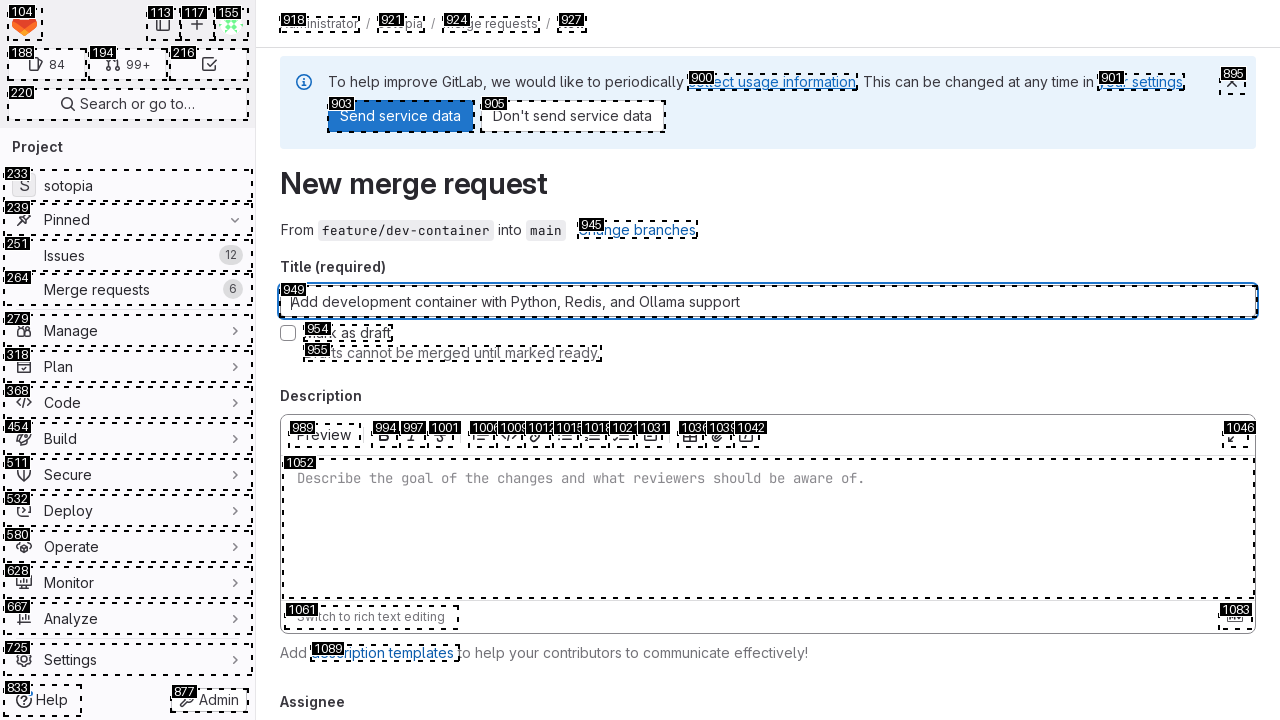 104
113
117
155
188
84
194
99+
216
220
Search or go to…
Project
233
S
sotopia
239
Pinned
251
Issues
12
264
Merge requests
6
279
Manage
318
Plan
368
Code
454
Build
511
Secure
532
Deploy
580
Operate
628
Monitor
667
Analyze
725
Settings
833
Help
877
Admin
918
/
921
/
924
Merge requests
/
927
To help improve GitLab, we would like to periodically
900
collect usage information
This can be changed at any time in
901
your settings
895
903
Send service data
905
Don't send service data
New merge request
From feature/dev-container into main
945
Change branches
Title (required)
949
Add development container with Python, Redis, and Ollama support
954
Mark as draft
955
Drafts cannot be merged until marked ready.
Description
989
Preview
994
997
1001
1006
1009
1012
1015
1018
1021
1031
1036
1039
1042
1046
1052
Describe the goal of the changes and what reviewers should be aware of.
1061
Switch to rich text editing
1083
Add
1089
description templates
to help your contributors to communicate effectively!
Assignee